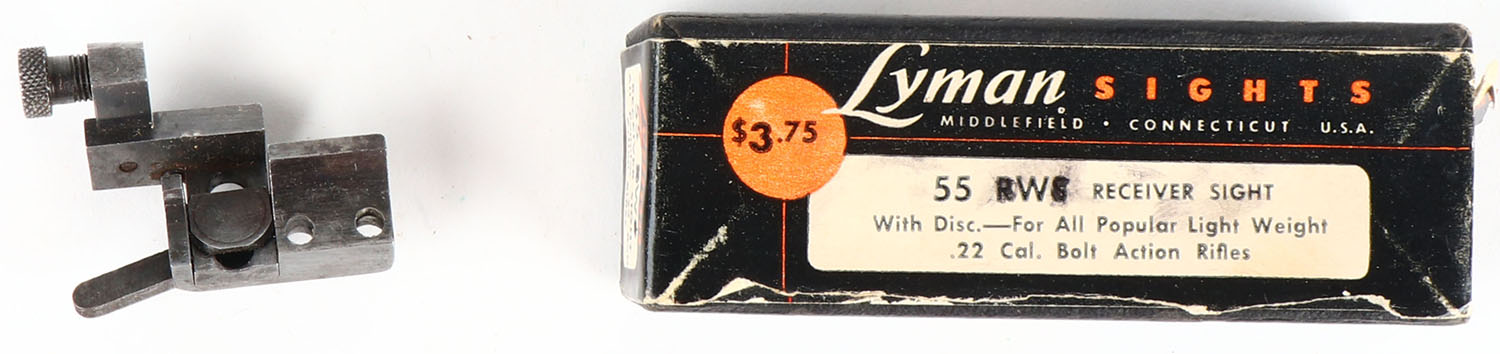 Lyman SIGHTS
MIDDLEFIELD · CONNECTICUT U.S.A.
$3.75
55 RECEIVER SIGHT
With Disc.—For All Popular Light Weight
.22 Cal. Bolt Action Rifles